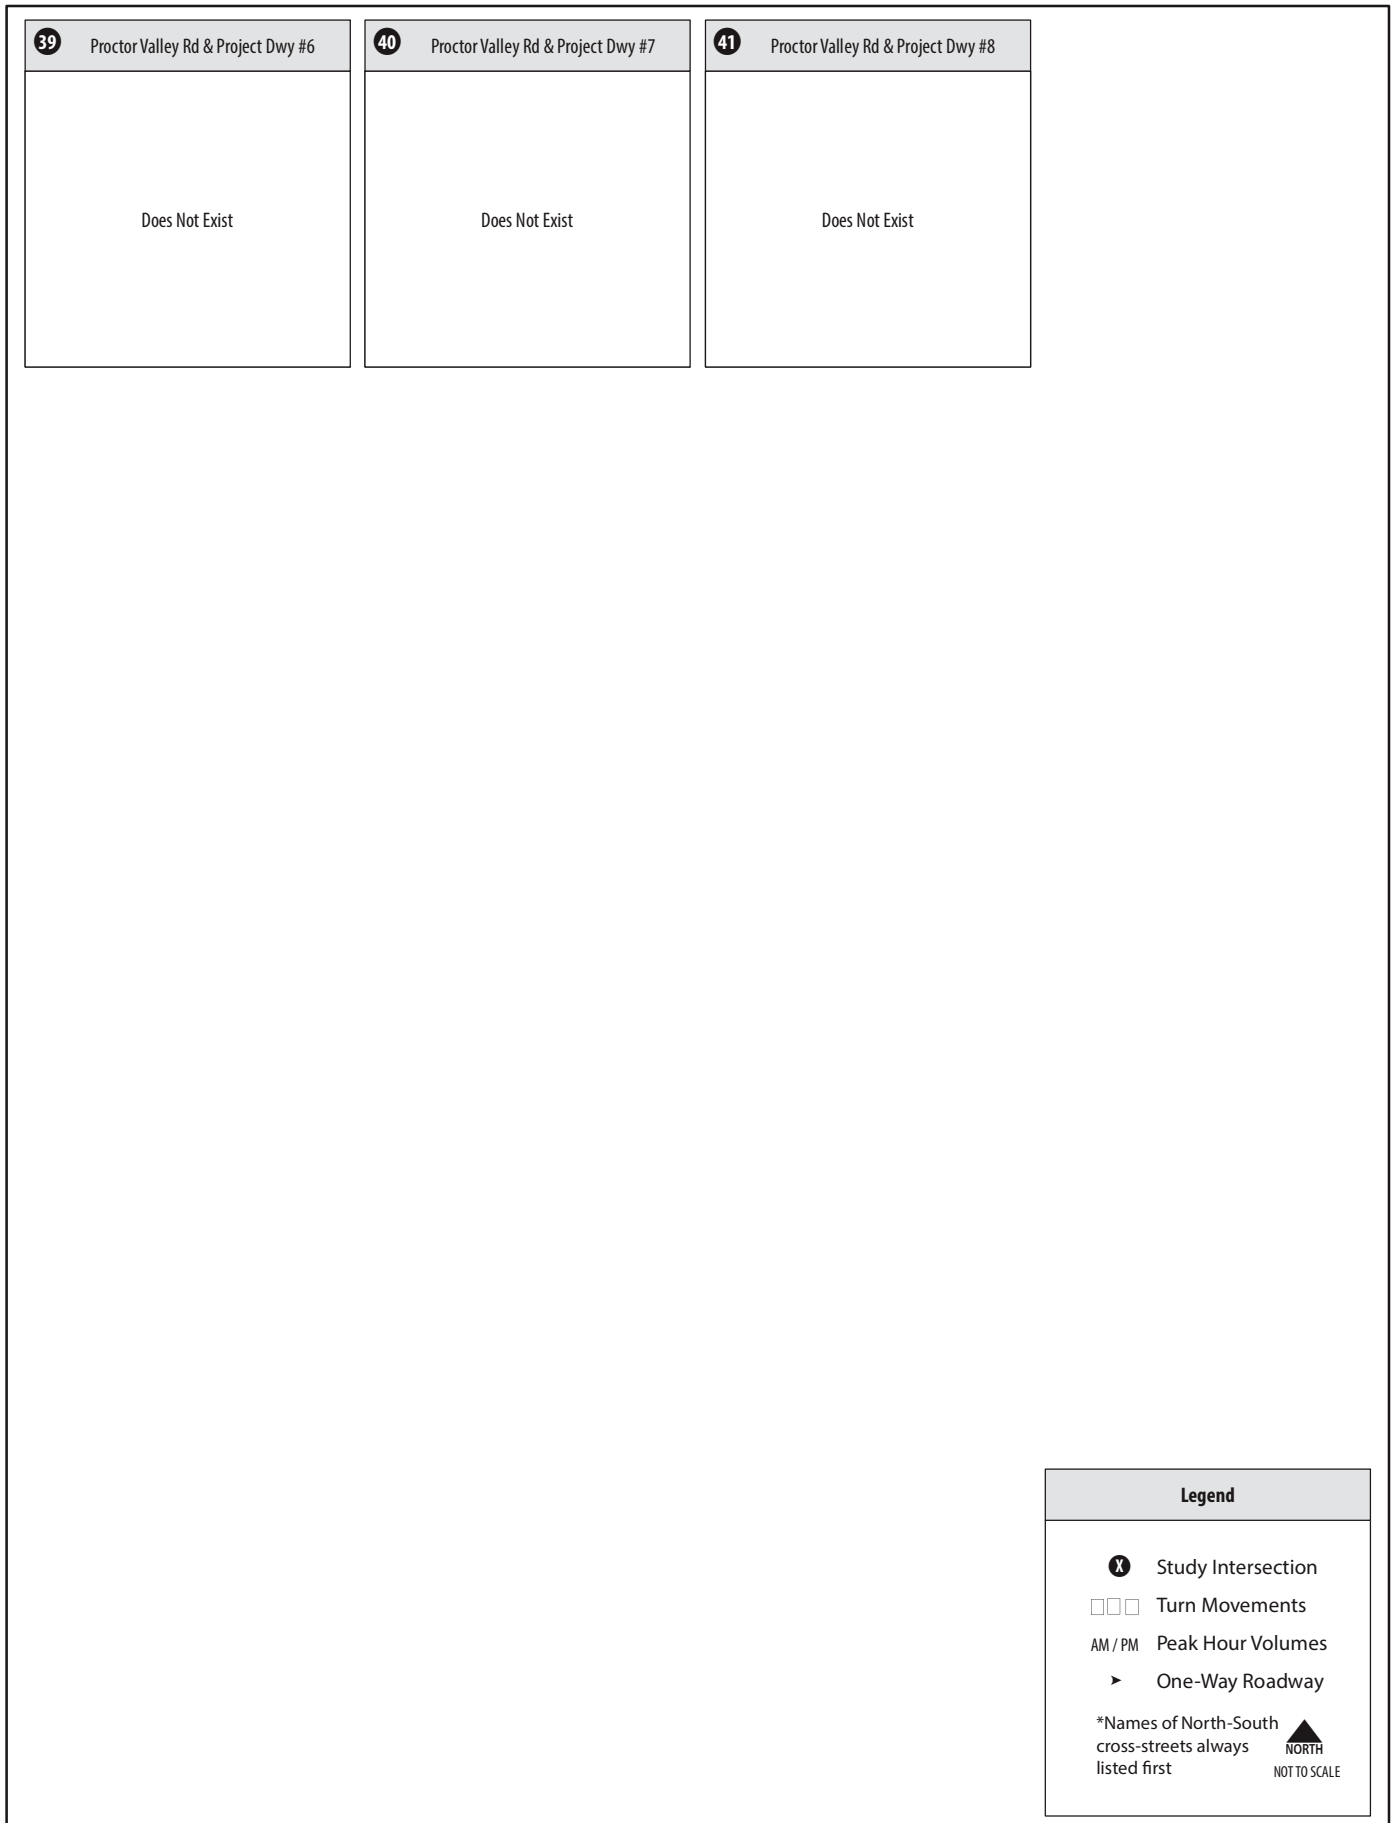 39 Proctor Valley Rd & Project Dwy #6
Does Not Exist
40 Proctor Valley Rd & Project Dwy #7
Does Not Exist
41 Proctor Valley Rd & Project Dwy #8
Does Not Exist
Legend
X Study Intersection
Turn Movements
AM / PM Peak Hour Volumes
One-Way Roadway
*Names of North-South
cross-streets always
listed first
NORTH
NOT TO SCALE